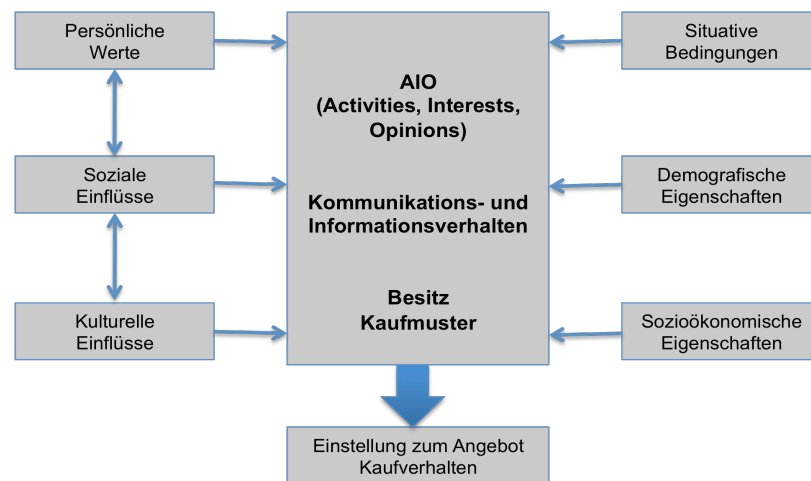 Persönliche
Werte
Situative
Bedingungen
AIO
(Activities, Interests,
Opinions)
Soziale
Einflüsse
Demografische
Eigenschaften
Kommunikations- und
Informationsverhalten
Besitz
Kaufmuster
Kulturelle
Einflüsse
Sozioökonomische
Eigenschaften
Einstellung zum Angebot
Kaufverhalten